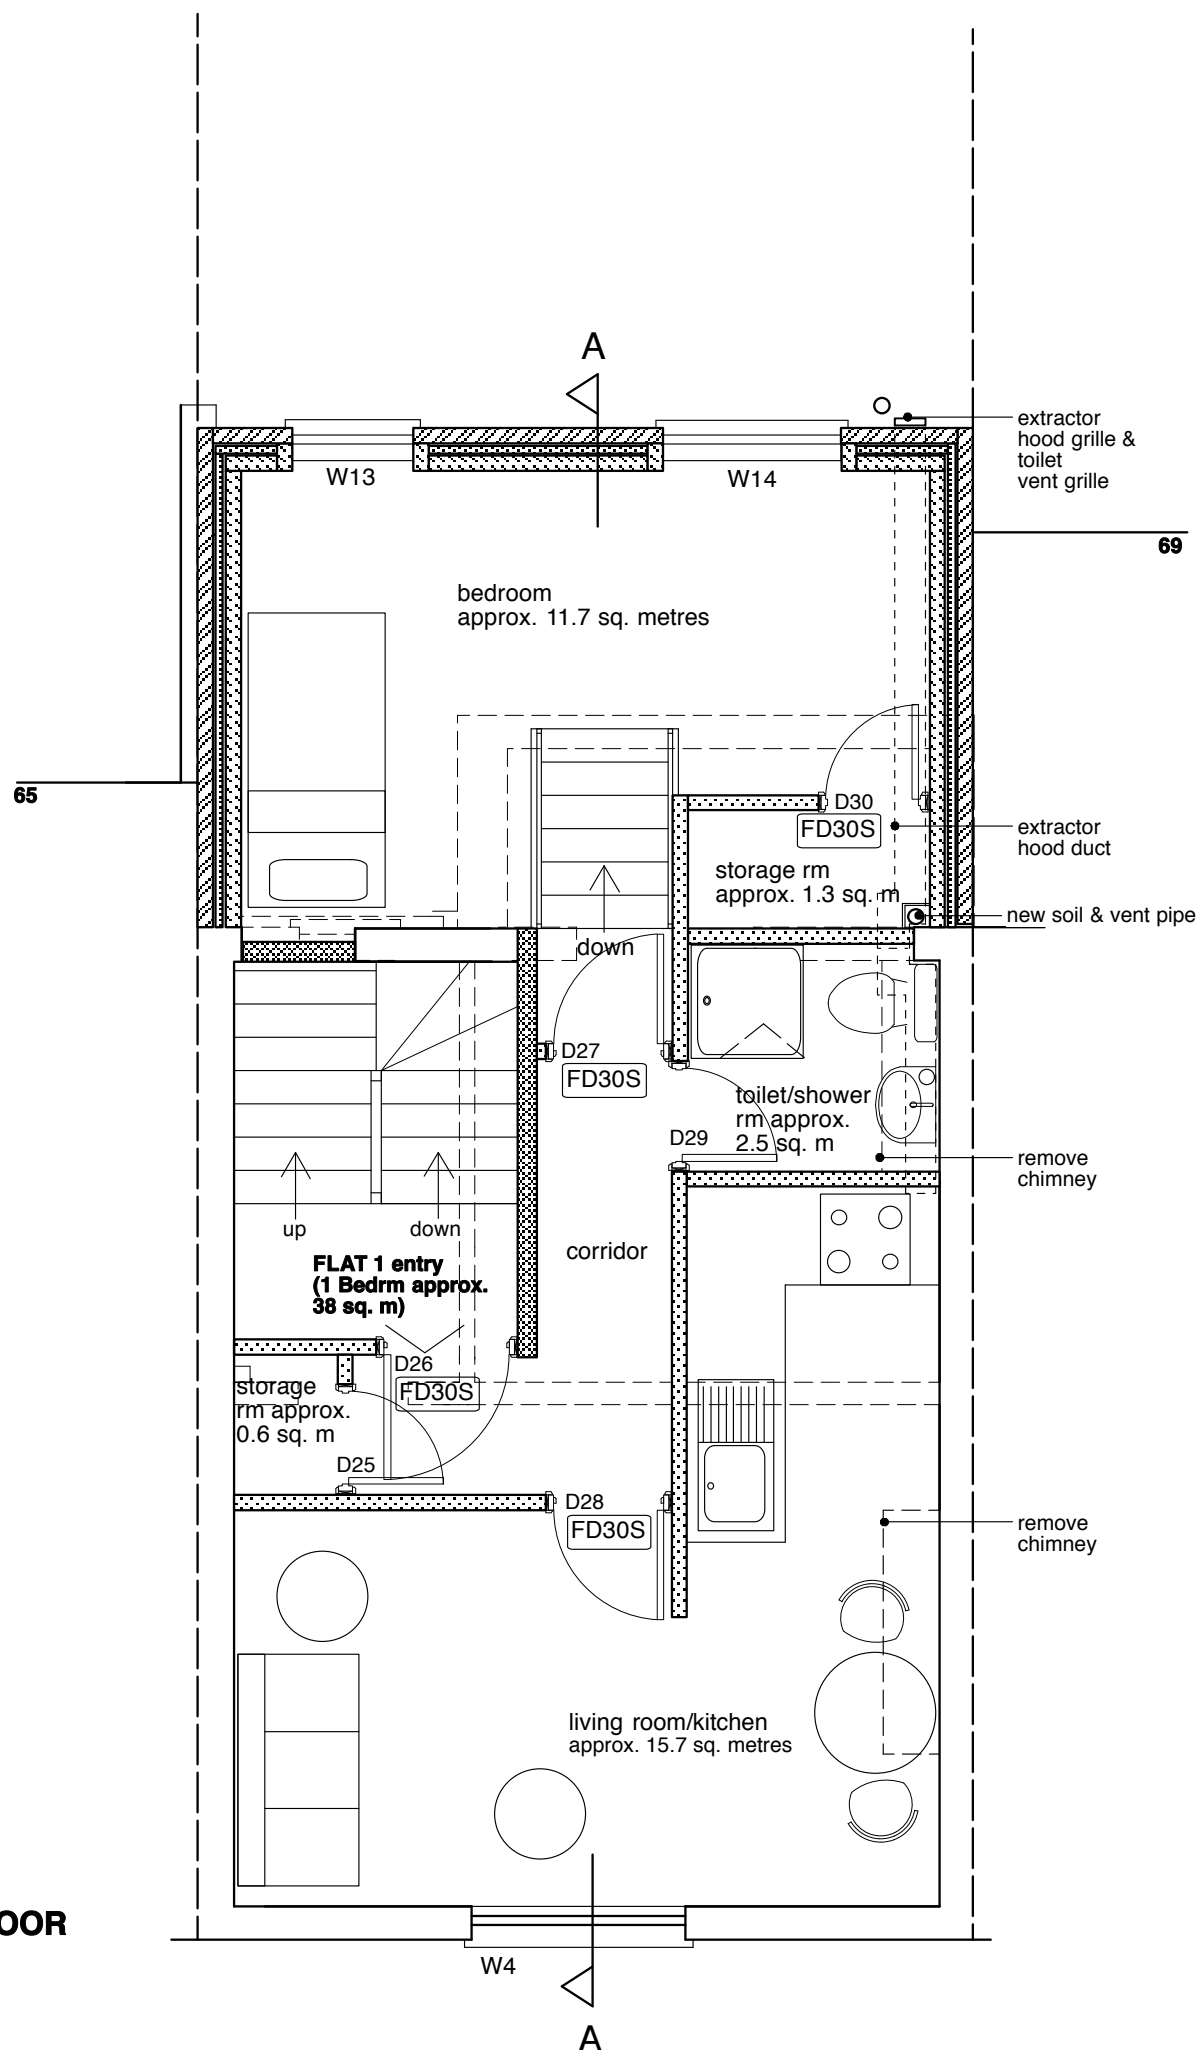 A
extractor
hood grille &
toilet
vent grille
W13
W14
69
bedroom
approx. 11.7 sq. metres
65
D30
FD30S
extractor
hood duct
storage rm
approx. 1.3 sq. m
new soil & vent pipe
down
D27
FD30S
toilet/shower
rm approx.
2.5 sq. m
D29
remove
chimney
up
down
corridor
FLAT 1 entry
(1 Bedrm approx.
38 sq. m)
D26
FD30S
storage
rm approx.
0.6 sq. m
D25
D28
FD30S
remove
chimney
living room/kitchen
approx. 15.7 sq. metres
OOR
W4
A